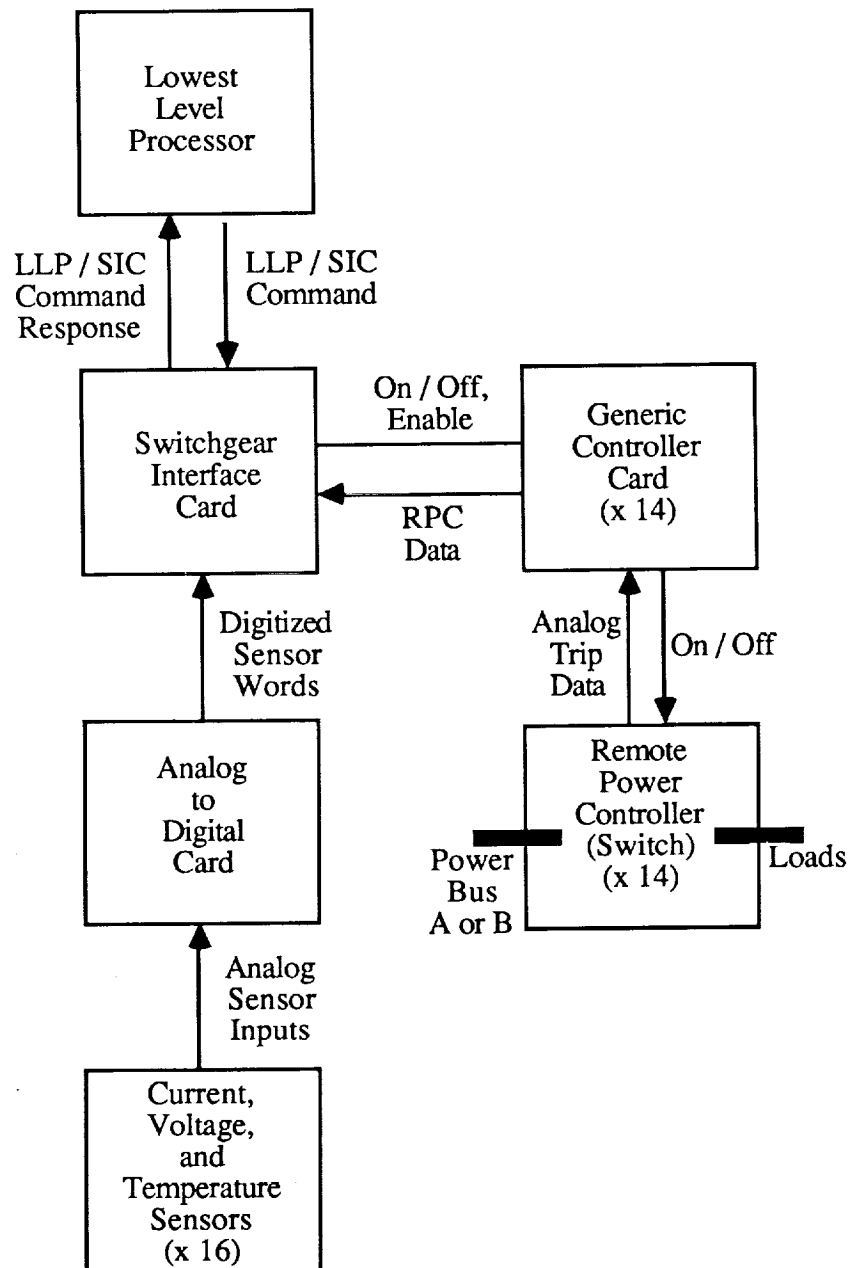 Lowest
Level
Processor
LLP / SIC
Command
Response
LLP / SIC
Command
Switchgear
Interface
Card
On / Off,
Enable
RPC
Data
Generic
Controller
Card
(x 14)
Digitized
Sensor
Words
Analog
Trip
Data
On / Off
Analog
to
Digital
Card
Remote
Power
Controller
(Switch)
(x 14)
Power
Bus
A or B
Loads
Analog
Sensor
Inputs
Current,
Voltage,
and
Temperature
Sensors
(x 16)